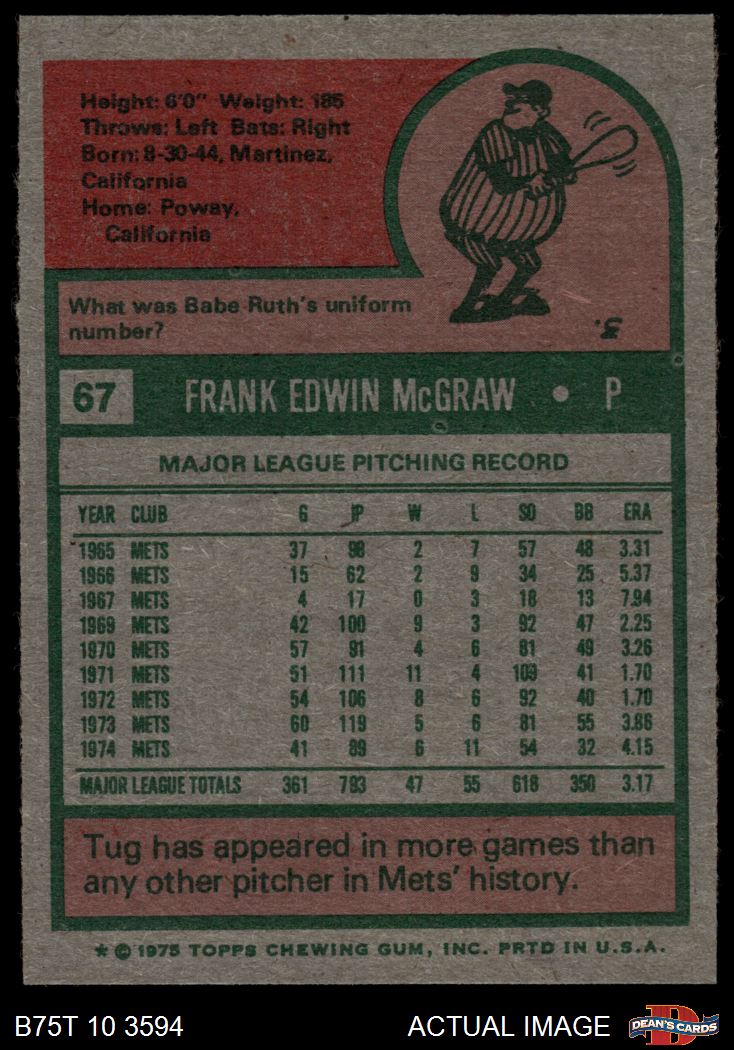 Height: 6'0" Weight: 185
Throws: Left Bats: Right
Born: 8-30-44, Martinez,
California
Home: Poway,
California
What was Babe Ruth's uniform
number?
3.
67 FRANK EDWIN McGRAW • P
MAJOR LEAGUE PITCHING RECORD
YEAR CLUB G IP W L SO BB ERA
1965 METS 37 98 2 7 57 48 3.31
1966 METS 15 62 2 9 34 25 5.37
1967 METS 4 17 0 3 18 13 7.94
1969 METS 42 100 9 3 92 47 2.25
1970 METS 57 91 4 6 81 49 3.26
1971 METS 51 111 11 4 109 41 1.70
1972 METS 54 106 8 6 92 40 1.70
1973 METS 60 119 5 6 81 55 3.86
1974 METS 41 89 6 11 54 32 4.15
MAJOR LEAGUE TOTALS 361 793 47 55 618 350 3.17
Tug has appeared in more games than
any other pitcher in Mets' history.
* © 1975 TOPPS CHEWING GUM, INC. PRTD IN U.S.A.
B75T 10 3594 ACTUAL IMAGE DEAN'S CARDS